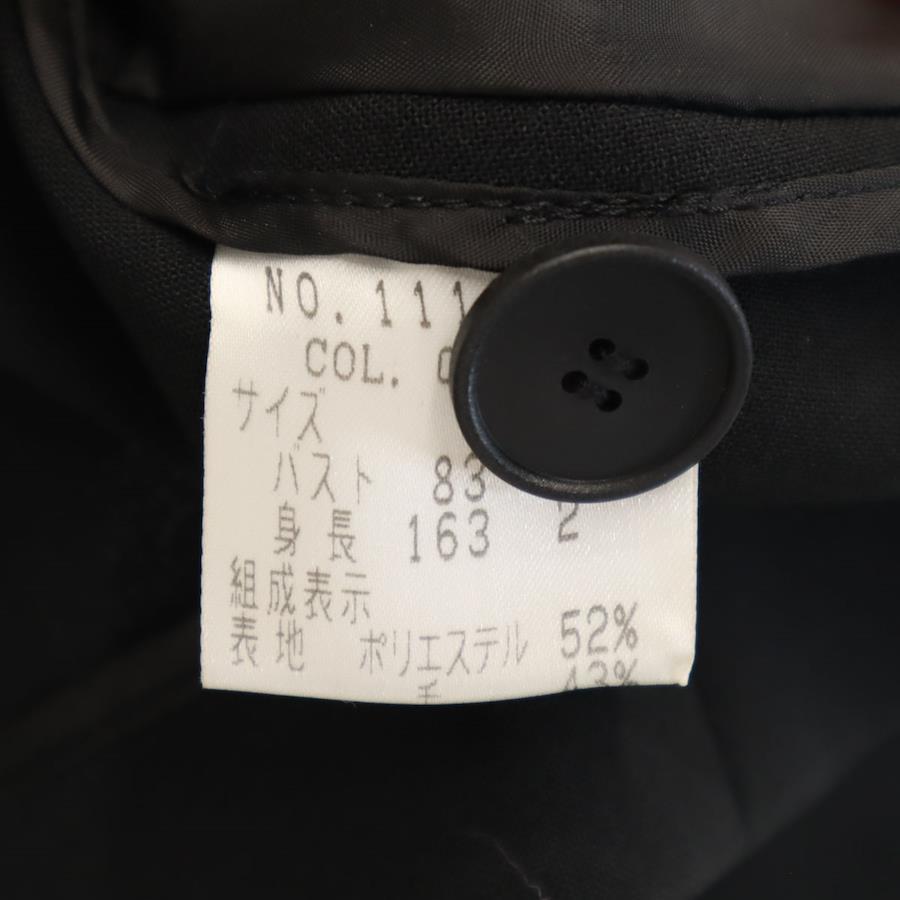 NO. 111
COL.
サイズ
バスト 83
身長 163 2
組成表示
表地 ポリエステル 52%
43%